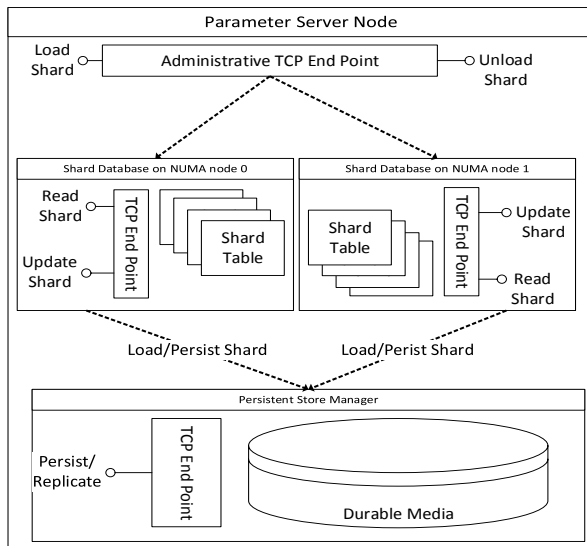 Parameter Server Node
Load
Shard
Administrative TCP End Point
Unload
Shard
Shard Database on NUMA node 0
Read
Shard
Update
Shard
TCP End Point
Shard
Table
Shard Database on NUMA node 1
Shard
Table
TCP End Point
Update
Shard
Read
Shard
Load/Persist Shard
Load/Perist Shard
Persistent Store Manager
Persist/
Replicate
TCP End Point
Durable Media